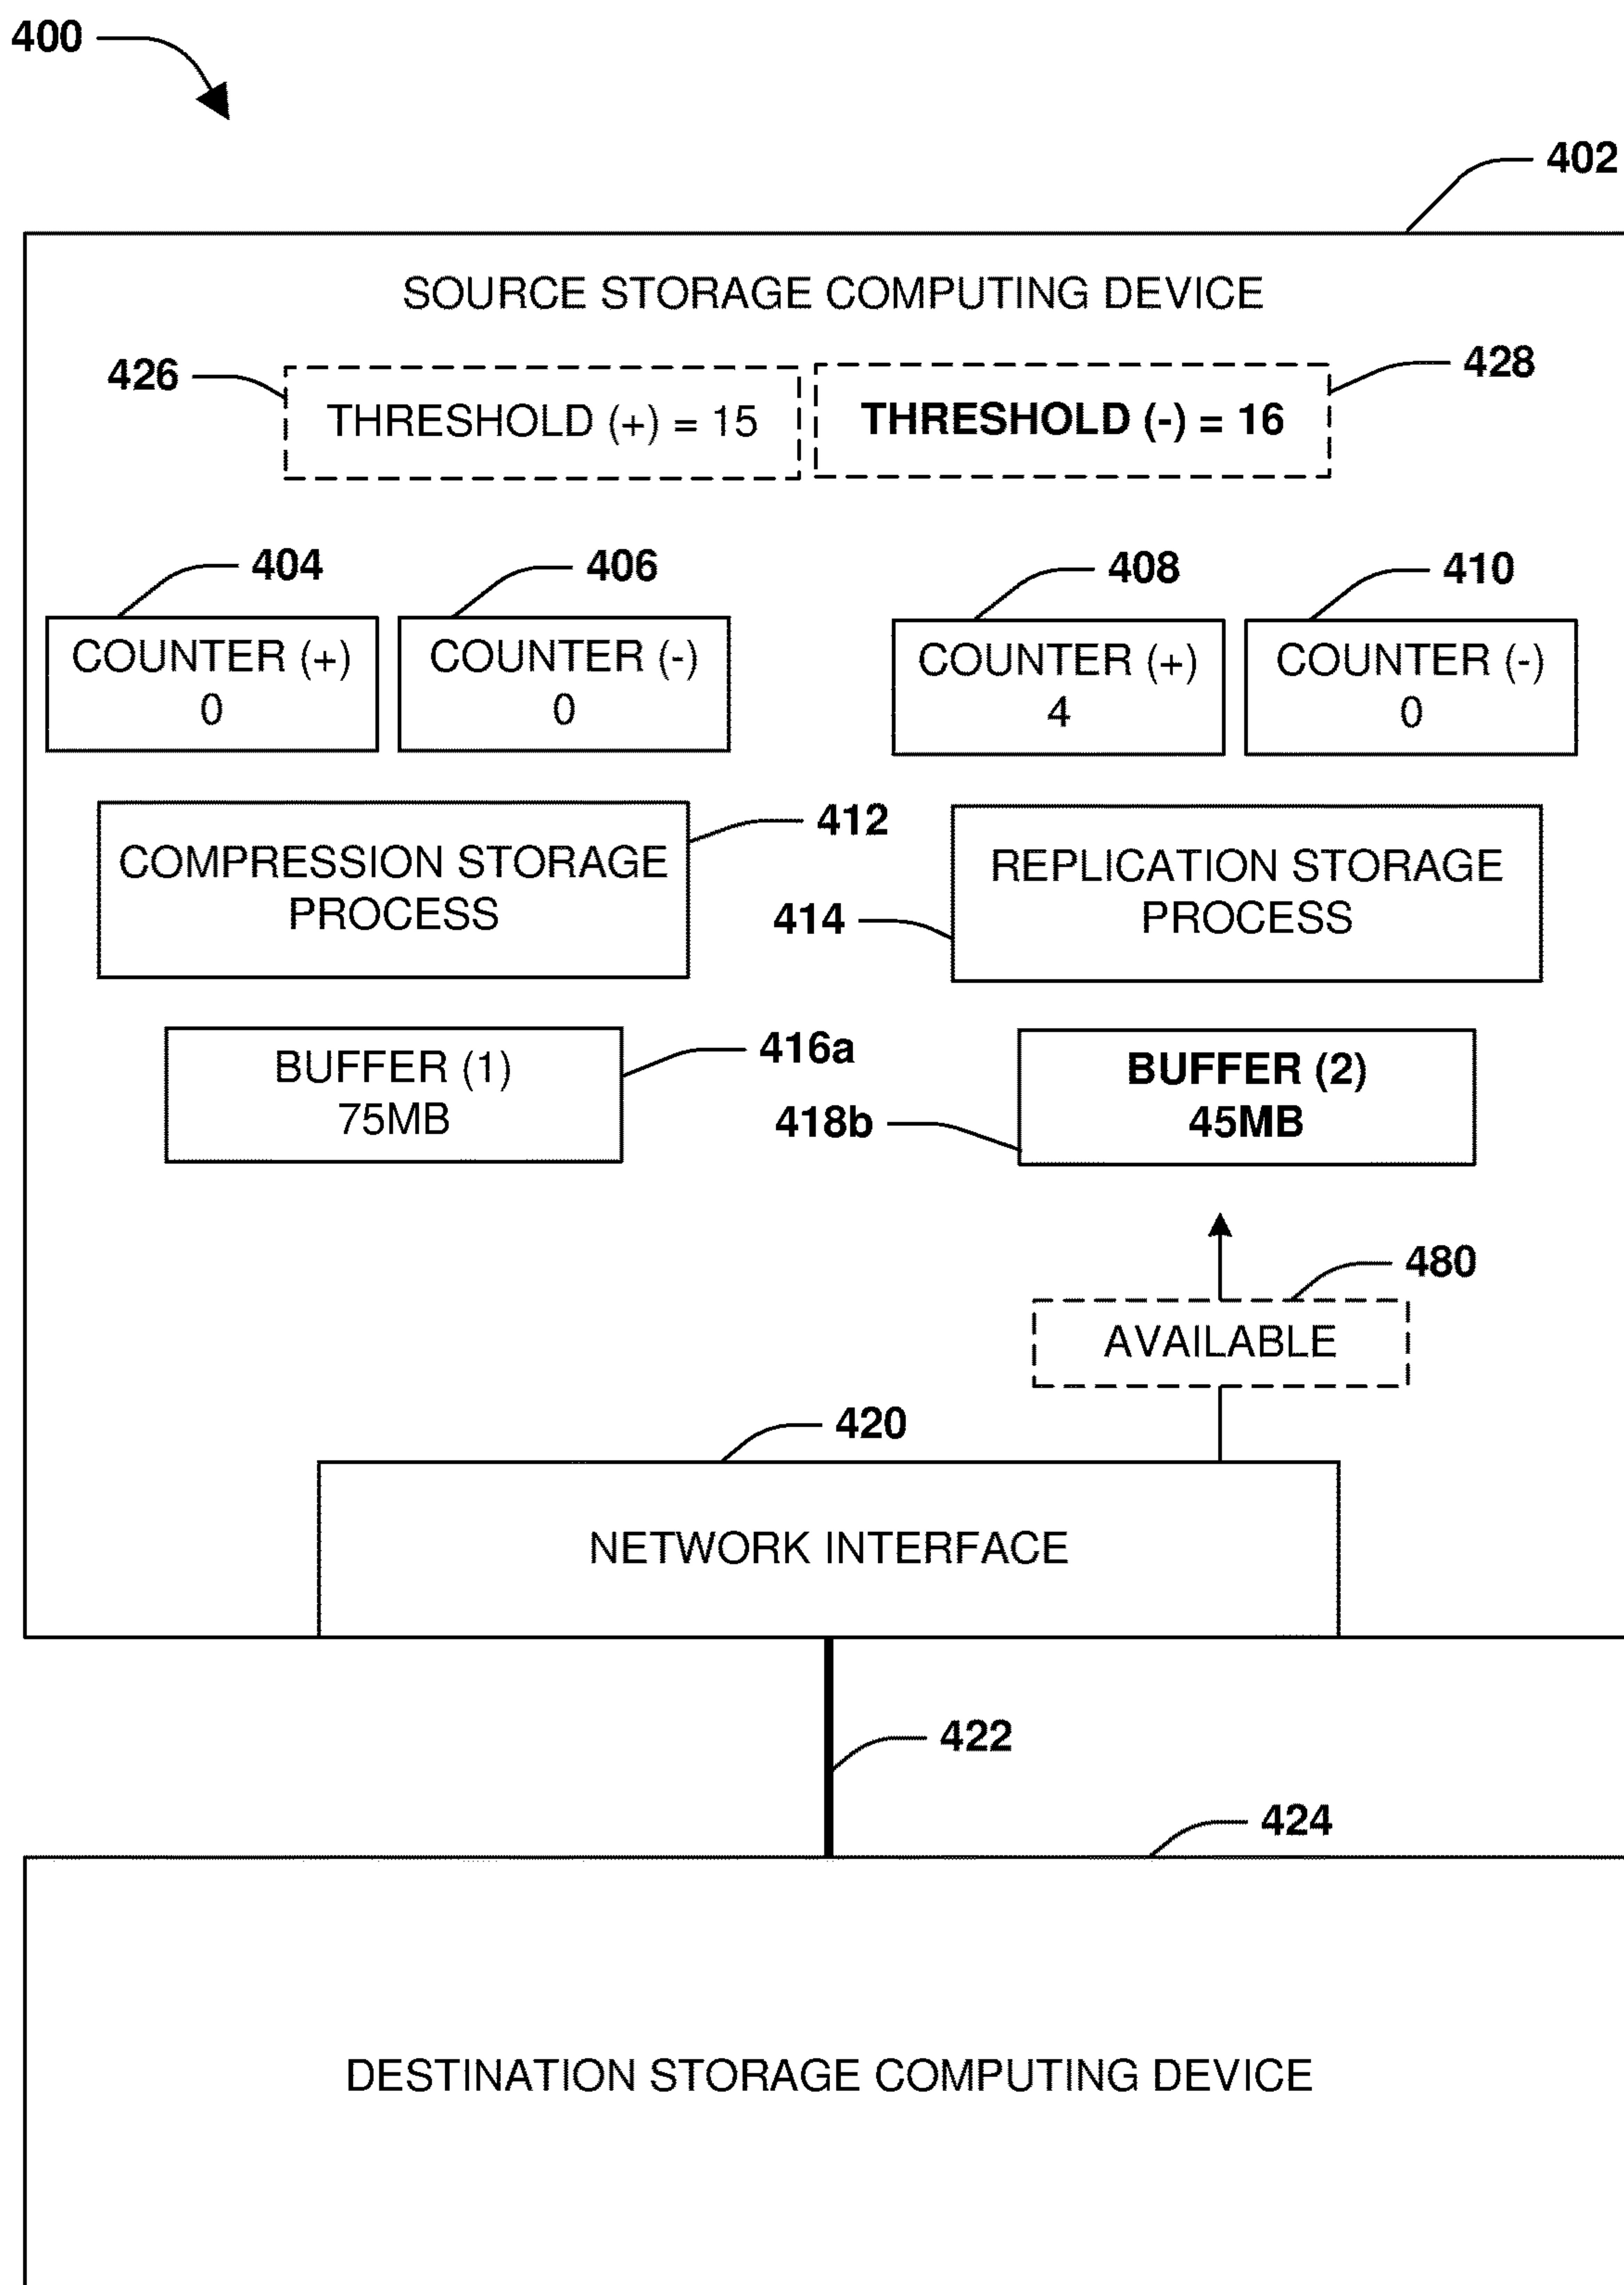 400
402
SOURCE STORAGE COMPUTING DEVICE
426
428
THRESHOLD (+) = 15
THRESHOLD (-) = 16
404
406
408
410
COUNTER (+)
0
COUNTER (-)
0
COUNTER (+)
4
COUNTER (-)
0
412
COMPRESSION STORAGE
PROCESS
414
REPLICATION STORAGE
PROCESS
BUFFER (1)
75MB
416a
418b
BUFFER (2)
45MB
480
AVAILABLE
420
NETWORK INTERFACE
422
424
DESTINATION STORAGE COMPUTING DEVICE